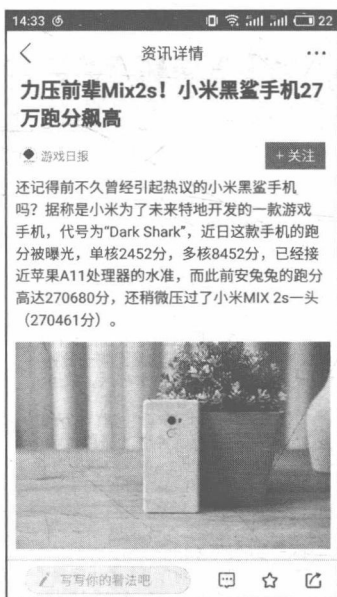 14:33 22
资讯详情
力压前辈Mix2s！小米黑鲨手机27
万跑分飙高
游戏日报
+ 关注
还记得前不久曾经引起热议的小米黑鲨手机
吗？据称是小米为了未来特地开发的一款游戏
手机，代号为“Dark Shark”，近日这款手机的跑
分被曝光，单核2452分，多核8452分，已经接
近苹果A11处理器的水准，而此前安兔兔的跑分
高达270680分，还稍微压过了小米MIX 2s一头
（270461分）。
写写你的看法吧